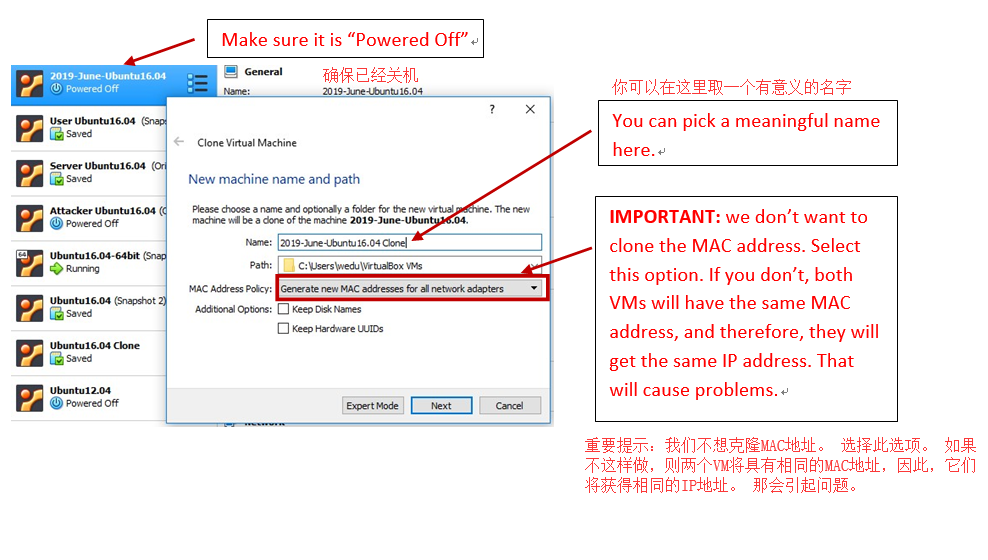 Make sure it is “Powered Off”
2019-June-Ubuntu16.04
Powered Off
User Ubuntu16.04 (Snaps
Saved
Server Ubuntu16.04 (Ori
Saved
Attacker Ubuntu16.04 (C
Powered Off
64
Ubuntu16.04-64bit (Snap
Running
Ubuntu16.04 (Snapshot 2)
Saved
Ubuntu16.04 Clone
Saved
Ubuntu12.04
Powered Off
General
确保已经关机
Name: 2019-June-Ubuntu16.04
?
Clone Virtual Machine
New machine name and path
Please choose a name and optionally a folder for the new virtual machine. The new
machine will be a clone of the machine 2019-June-Ubuntu16.04.
Name: 2019-June-Ubuntu16.04 Clone
Path: C:\Users\wedu\VirtualBox VMs
MAC Address Policy: Generate new MAC addresses for all network adapters
Additional Options: Keep Disk Names
Keep Hardware UUIDs
Expert Mode Next Cancel
Network
你可以在这里取一个有意义的名字
You can pick a meaningful name
here.
IMPORTANT: we don’t want to
clone the MAC address. Select
this option. If you don’t, both
VMs will have the same MAC
address, and therefore, they will
get the same IP address. That
will cause problems.
重要提示：我们不想克隆MAC地址。 选择此选项。 如果
不这样做，则两个VM将具有相同的MAC地址，因此，它们
将获得相同的IP地址。 那会引起问题。